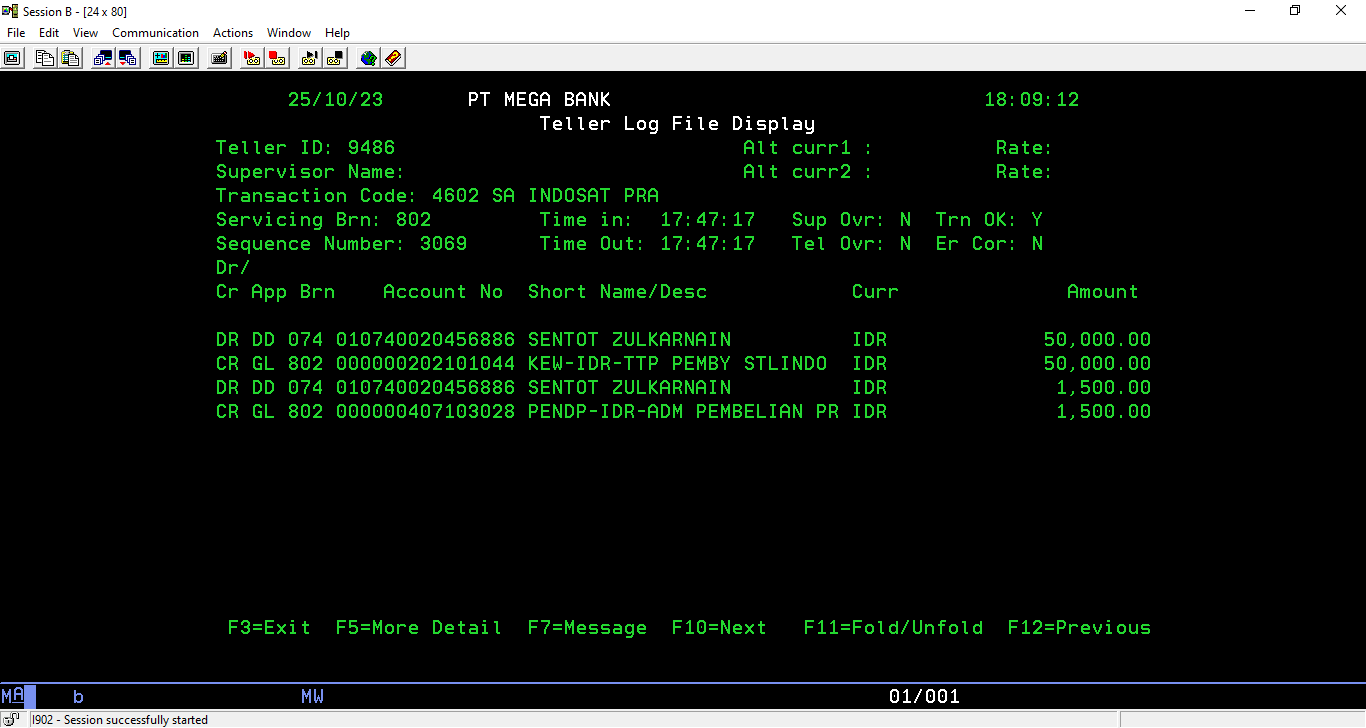 Session B - [24 x 80]
File Edit View Communication Actions Window Help
25/10/23 PT MEGA BANK 18:09:12
Teller Log File Display
Teller ID: 9486 Alt curr1 : Rate:
Supervisor Name: Alt curr2 : Rate:
Transaction Code: 4602 SA INDOSAT PRA
Servicing Brn: 802 Time in: 17:47:17 Sup Ovr: N Trn OK: Y
Sequence Number: 3069 Time Out: 17:47:17 Tel Ovr: N Er Cor: N
Dr/
Cr App Brn Account No Short Name/Desc Curr Amount
DR DD 074 010740020456886 SENTOT ZULKARNAIN IDR 50,000.00
CR GL 802 000000202101044 KEW-IDR-TTP PEMBY STLINDO IDR 50,000.00
DR DD 074 010740020456886 SENTOT ZULKARNAIN IDR 1,500.00
CR GL 802 000000407103028 PENDP-IDR-ADM PEMBELIAN PR IDR 1,500.00
F3=Exit F5=More Detail F7=Message F10=Next F11=Fold/Unfold F12=Previous
MA b MW 01/001
I902 - Session successfully started